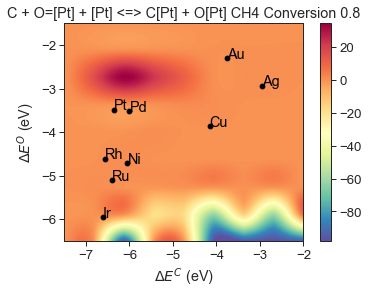 C + O=[Pt] + [Pt] <=> C[Pt] + O[Pt] CH4 Conversion 0.8
−2
−3
−4
−5
−6
ΔE^O (eV)
Au
Ag
Pt
Pd
Cu
Rh
Ni
Ru
Ir
−7
−6
−5
−4
−3
−2
ΔE^C (eV)
20
0
−20
−40
−60
−80